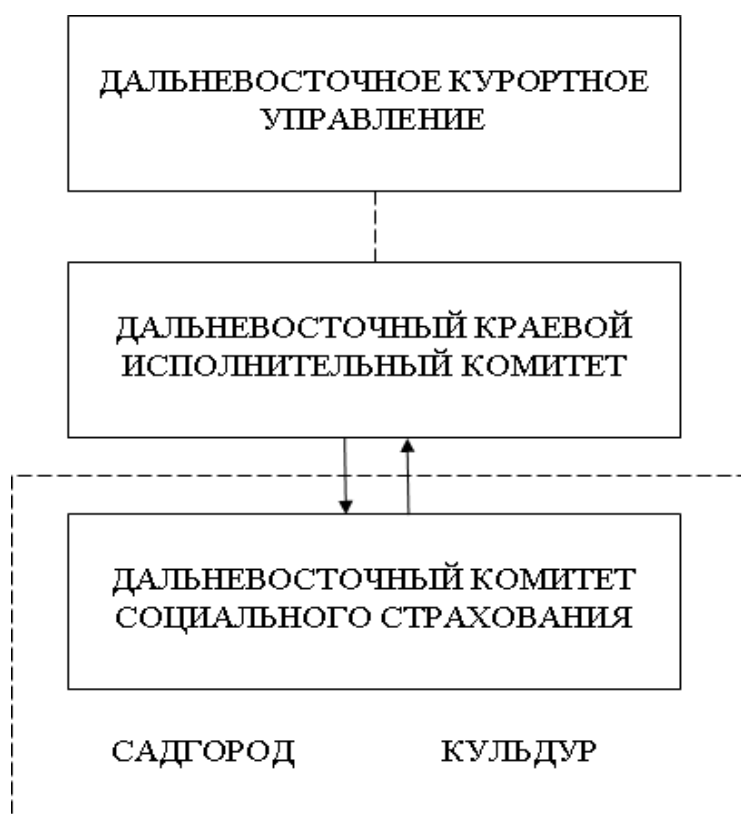 ДАЛЬНЕВОСТОЧНОЕ КУРОРТНОЕ
УПРАВЛЕНИЕ
ДАЛЬНЕВОСТОЧНЫЙ КРАЕВОЙ
ИСПОЛНИТЕЛЬНЫЙ КОМИТЕТ
ДАЛЬНЕВОСТОЧНЫЙ КОМИТЕТ
СОЦИАЛЬНОГО СТРАХОВАНИЯ
САДГОРОД КУЛЬДУР